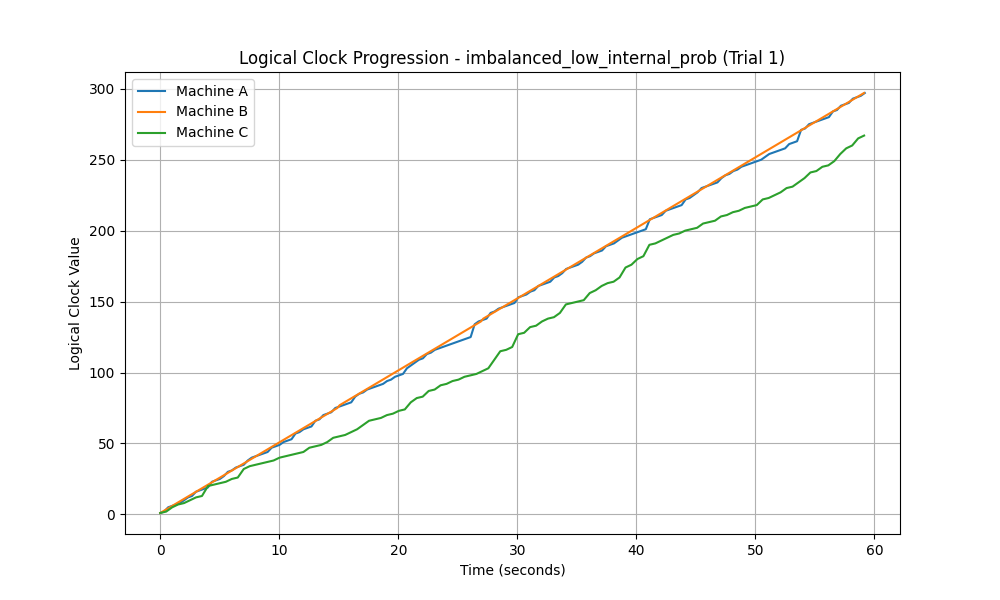 Logical Clock Progression - imbalanced_low_internal_prob (Trial 1)
Machine A
Machine B
Machine C
Logical Clock Value
300
250
200
150
100
50
0
0 10 20 30 40 50 60
Time (seconds)